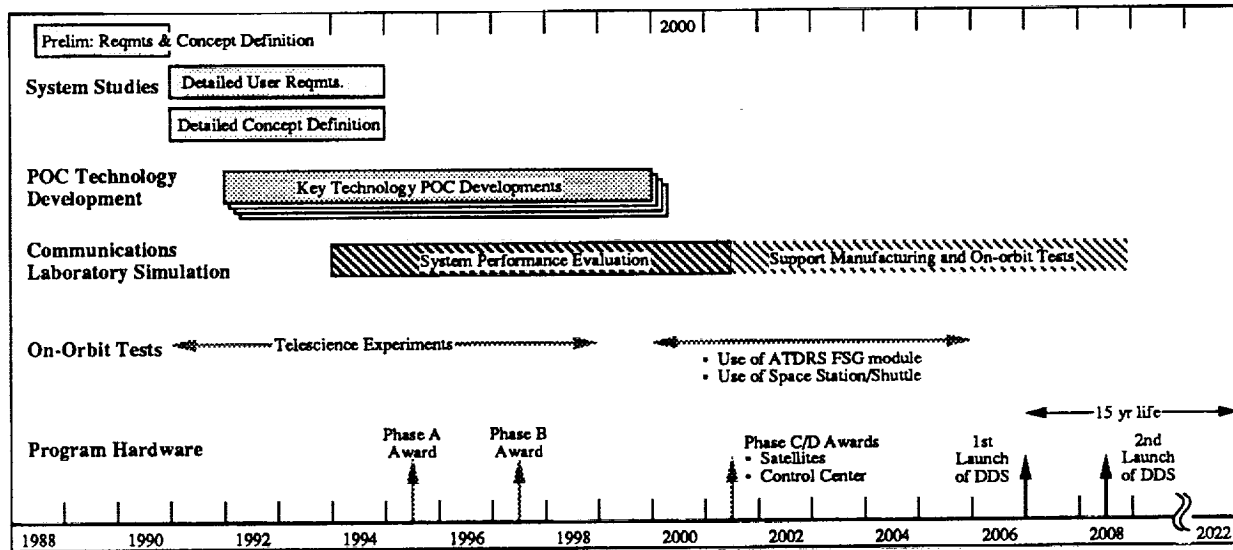 2000
Prelim: Reqmts & Concept Definition
System Studies
Detailed User Reqmts.
Detailed Concept Definition
POC Technology
Development
Key Technology POC Developments
Communications
Laboratory Simulation
System Performance Evaluation
Support Manufacturing and On-orbit Tests
On-Orbit Tests
Telescience Experiments
▪ Use of ATDRS FSG module
▪ Use of Space Station/Shuttle
15 yr life
Program Hardware
Phase A
Award
Phase B
Award
Phase C/D Awards
▪ Satellites
▪ Control Center
1st
Launch
of DDS
2nd
Launch
of DDS
1988 1990 1992 1994 1996 1998 2000 2002 2004 2006 2008 2022